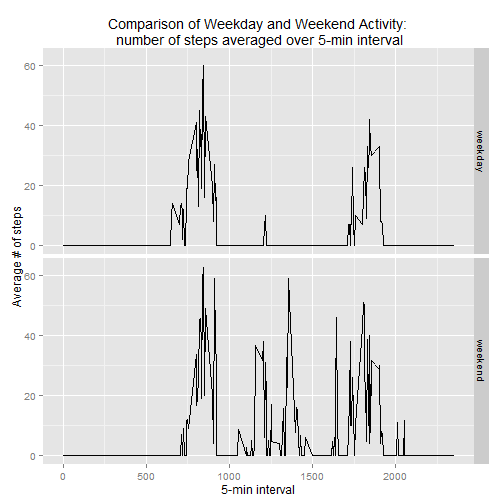 Comparison of Weekday and Weekend Activity:
number of steps averaged over 5-min interval
Average # of steps
60
40
20
0
weekday
60
40
20
0
weekend
0
500
1000
1500
2000
5-min interval